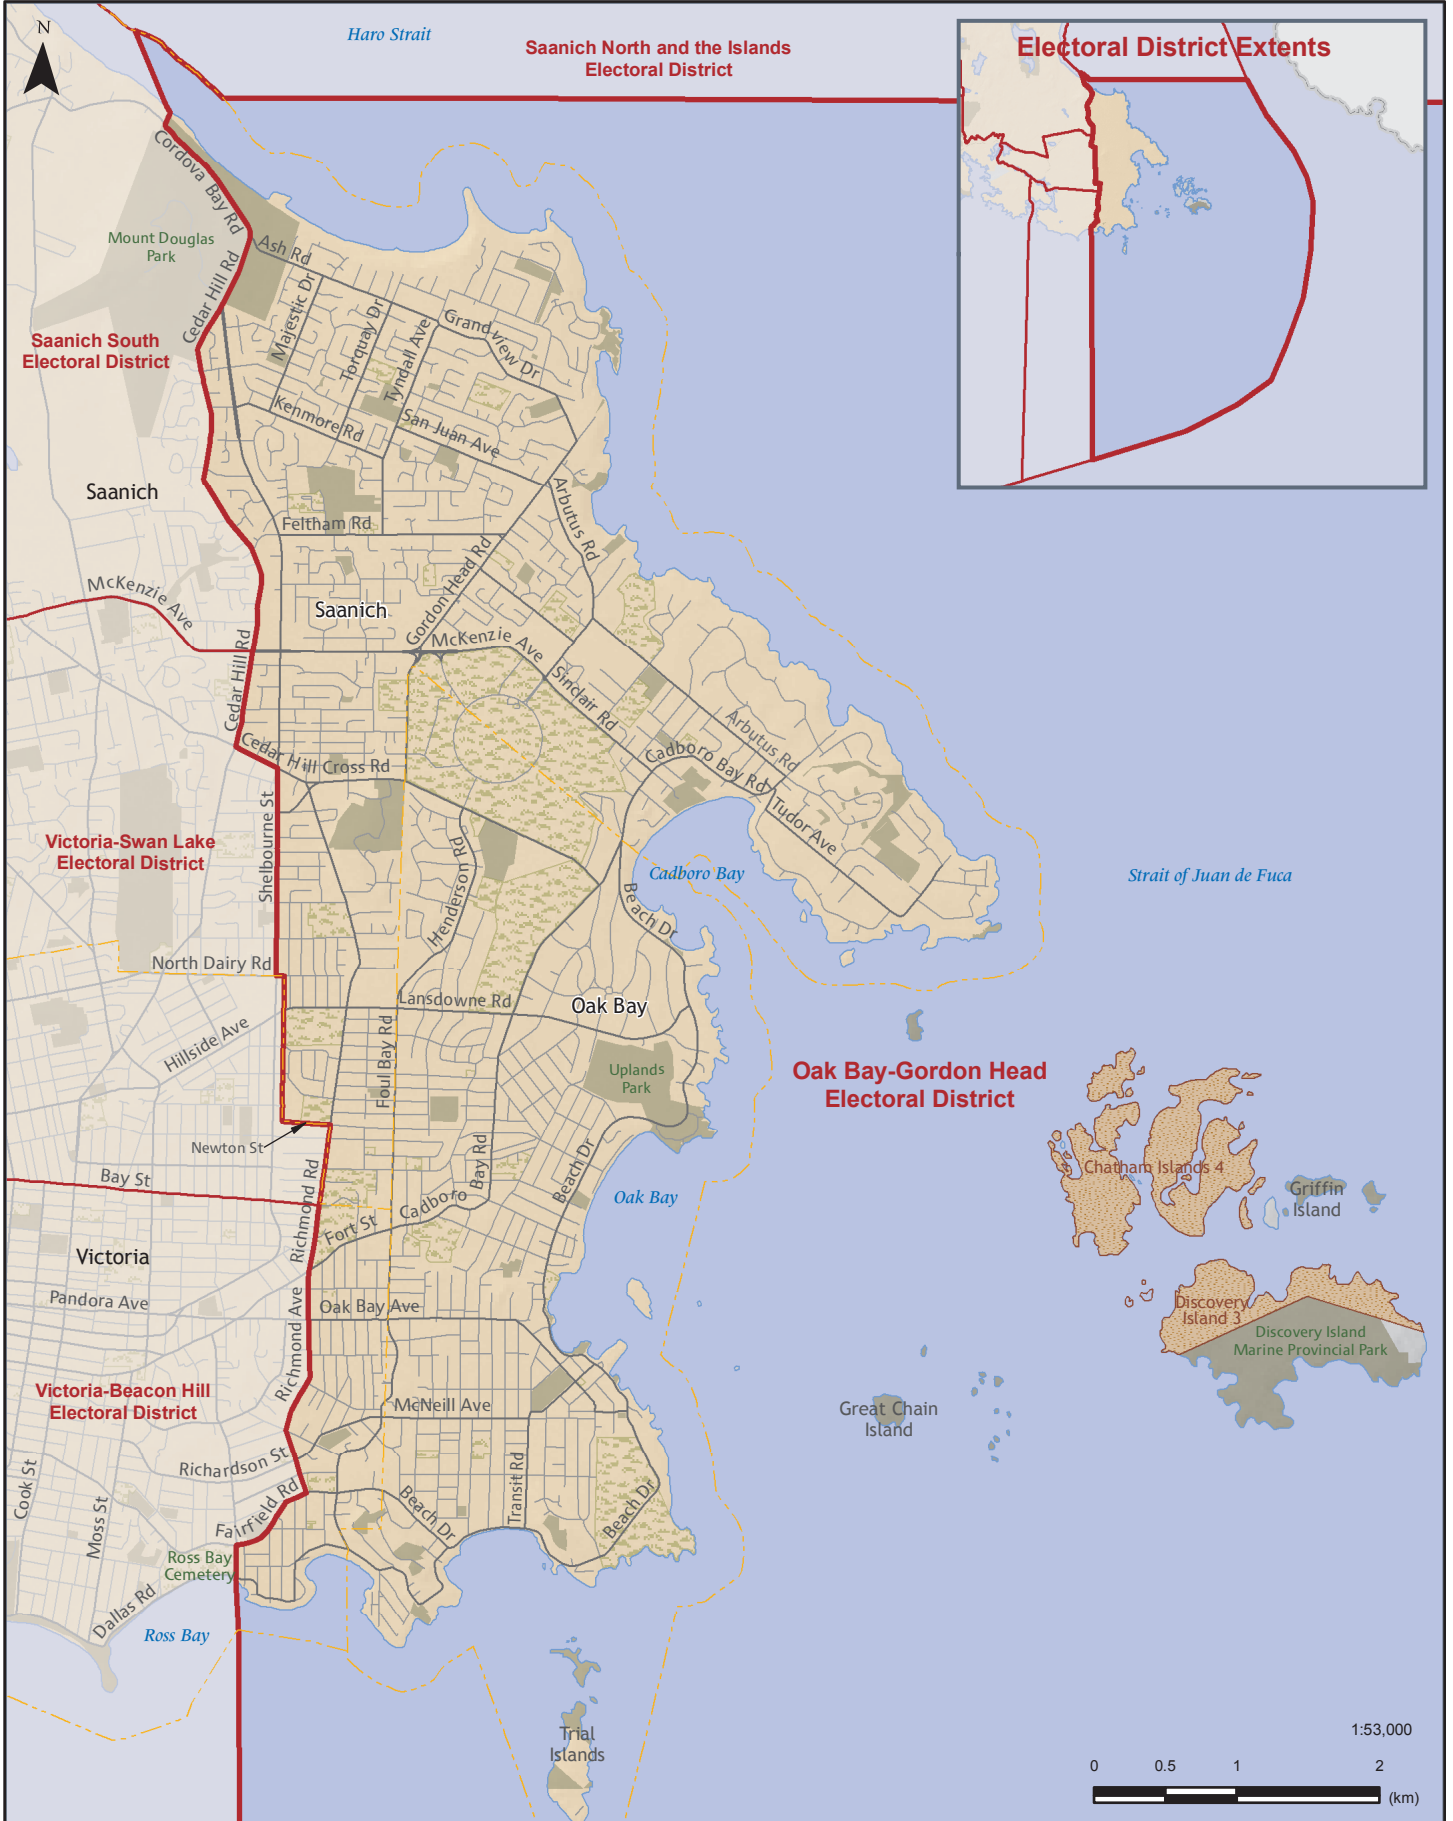 N
Haro Strait
Saanich North and the Islands
Electoral District
Electoral District Extents
Cordova Bay Rd
Mount Douglas
Park
Ash Rd
Cedar Hill Rd
Majestic Dr
Torquay Dr
Tyndall Ave
Grandview Dr
Saanich South
Electoral District
Kenmore Rd
San Juan Ave
Saanich
Arbutus Rd
Feltham Rd
McKenzie Ave
Saanich
Gordon Head Rd
McKenzie Ave
Cedar Hill Rd
Sinclair Rd
Arbutus Rd
Cedar Hill Cross Rd
Cadboro Bay Rd
Tudor Ave
Shelbourne St
Victoria-Swan Lake
Electoral District
Henderson Rd
Cadboro Bay
Strait of Juan de Fuca
Beach Dr
North Dairy Rd
Lansdowne Rd
Oak Bay
Hillside Ave
Foul Bay Rd
Uplands
Park
Oak Bay-Gordon Head
Electoral District
Newton St
Bay St
Richmond Rd
Cadboro Bay Rd
Beach Dr
Oak Bay
Chatham Islands 4
Griffin
Island
Fort St
Victoria
Pandora Ave
Richmond Ave
Oak Bay Ave
Discovery
Island 3
Discovery Island
Marine Provincial Park
Victoria-Beacon Hill
Electoral District
McNeill Ave
Great Chain
Island
Richardson St
Cook St
Moss St
Fairfield Rd
Beach Dr
Transit Rd
Beach Dr
Ross Bay
Cemetery
Dallas Rd
Ross Bay
Trial
Islands
1:53,000
0 0.5 1 2
(km)